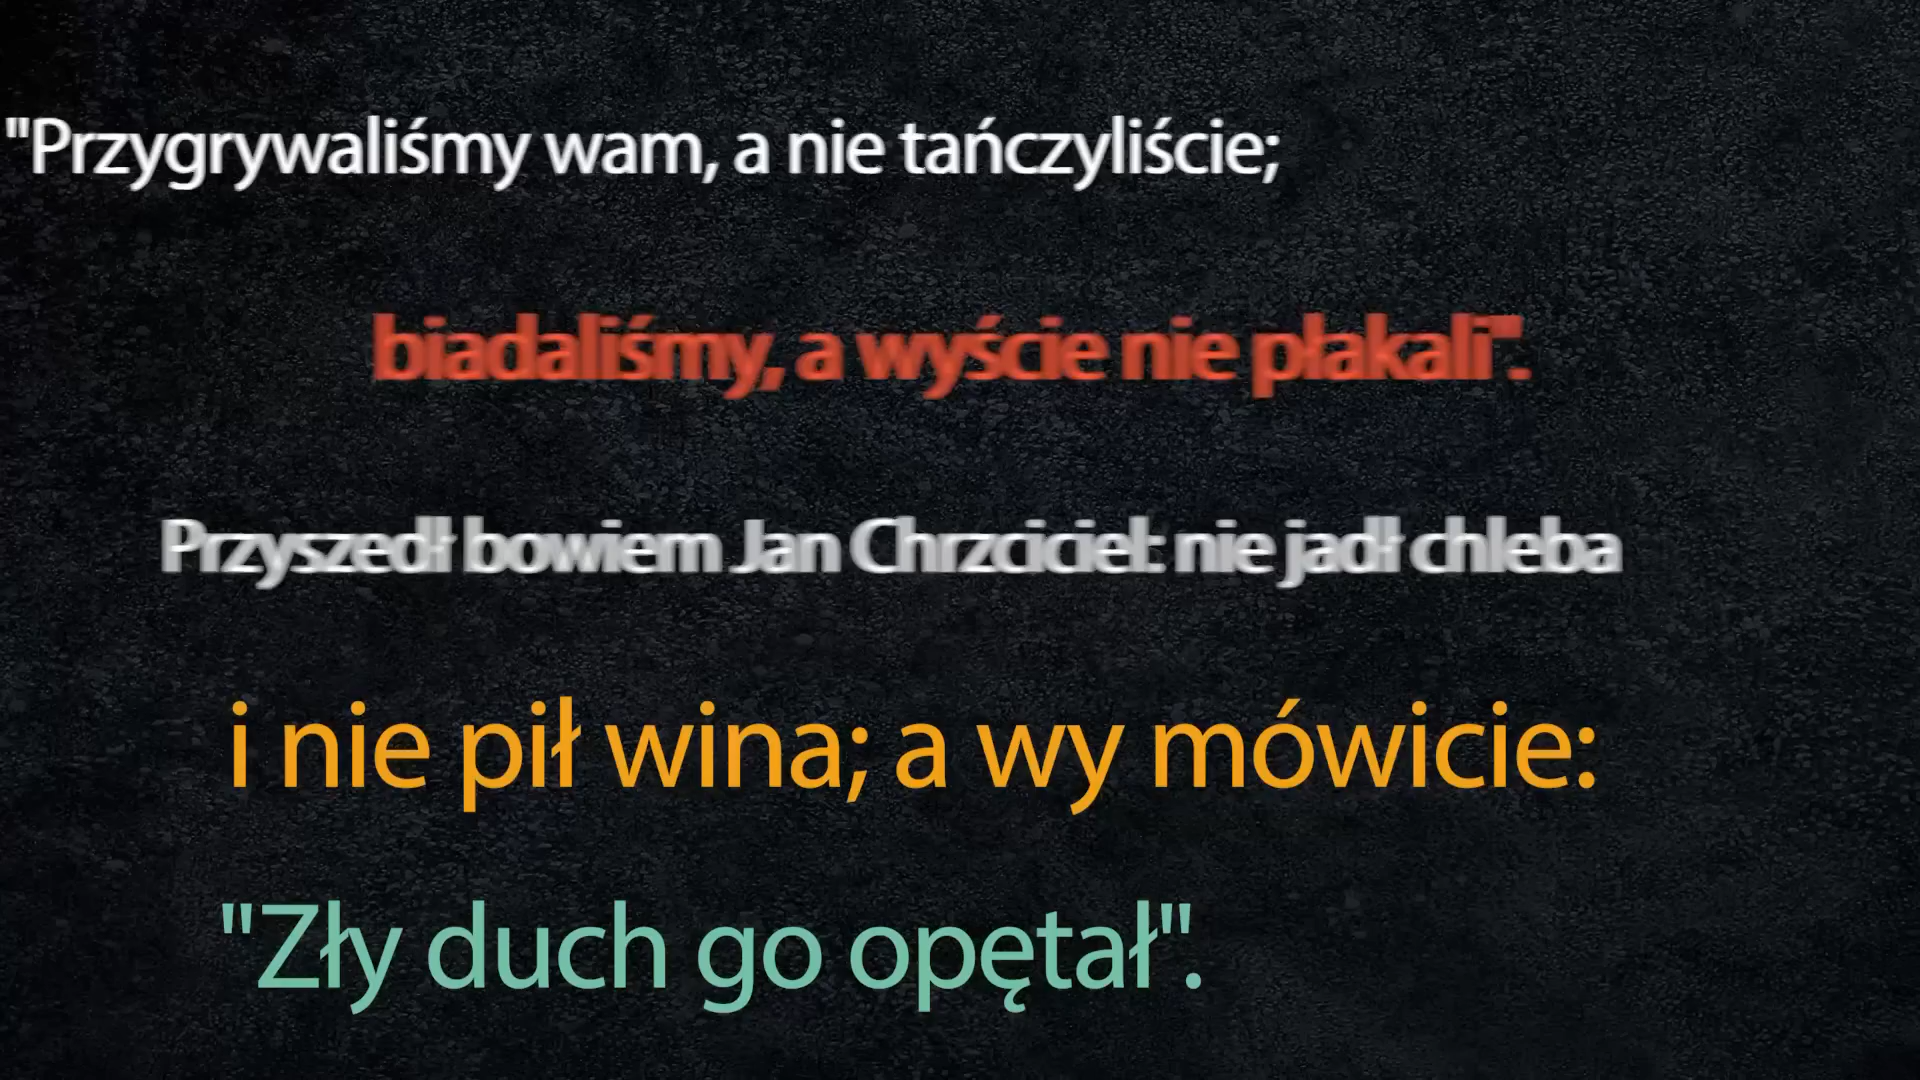 "Przygrywaliśmy wam, a nie tańczyliście;
biadaliśmy, a wyście nie płakali".
Przyszedł bowiem Jan Chrzciciel: nie jadł chleba
i nie pił wina; a wy mówicie:
"Zły duch go opętał".